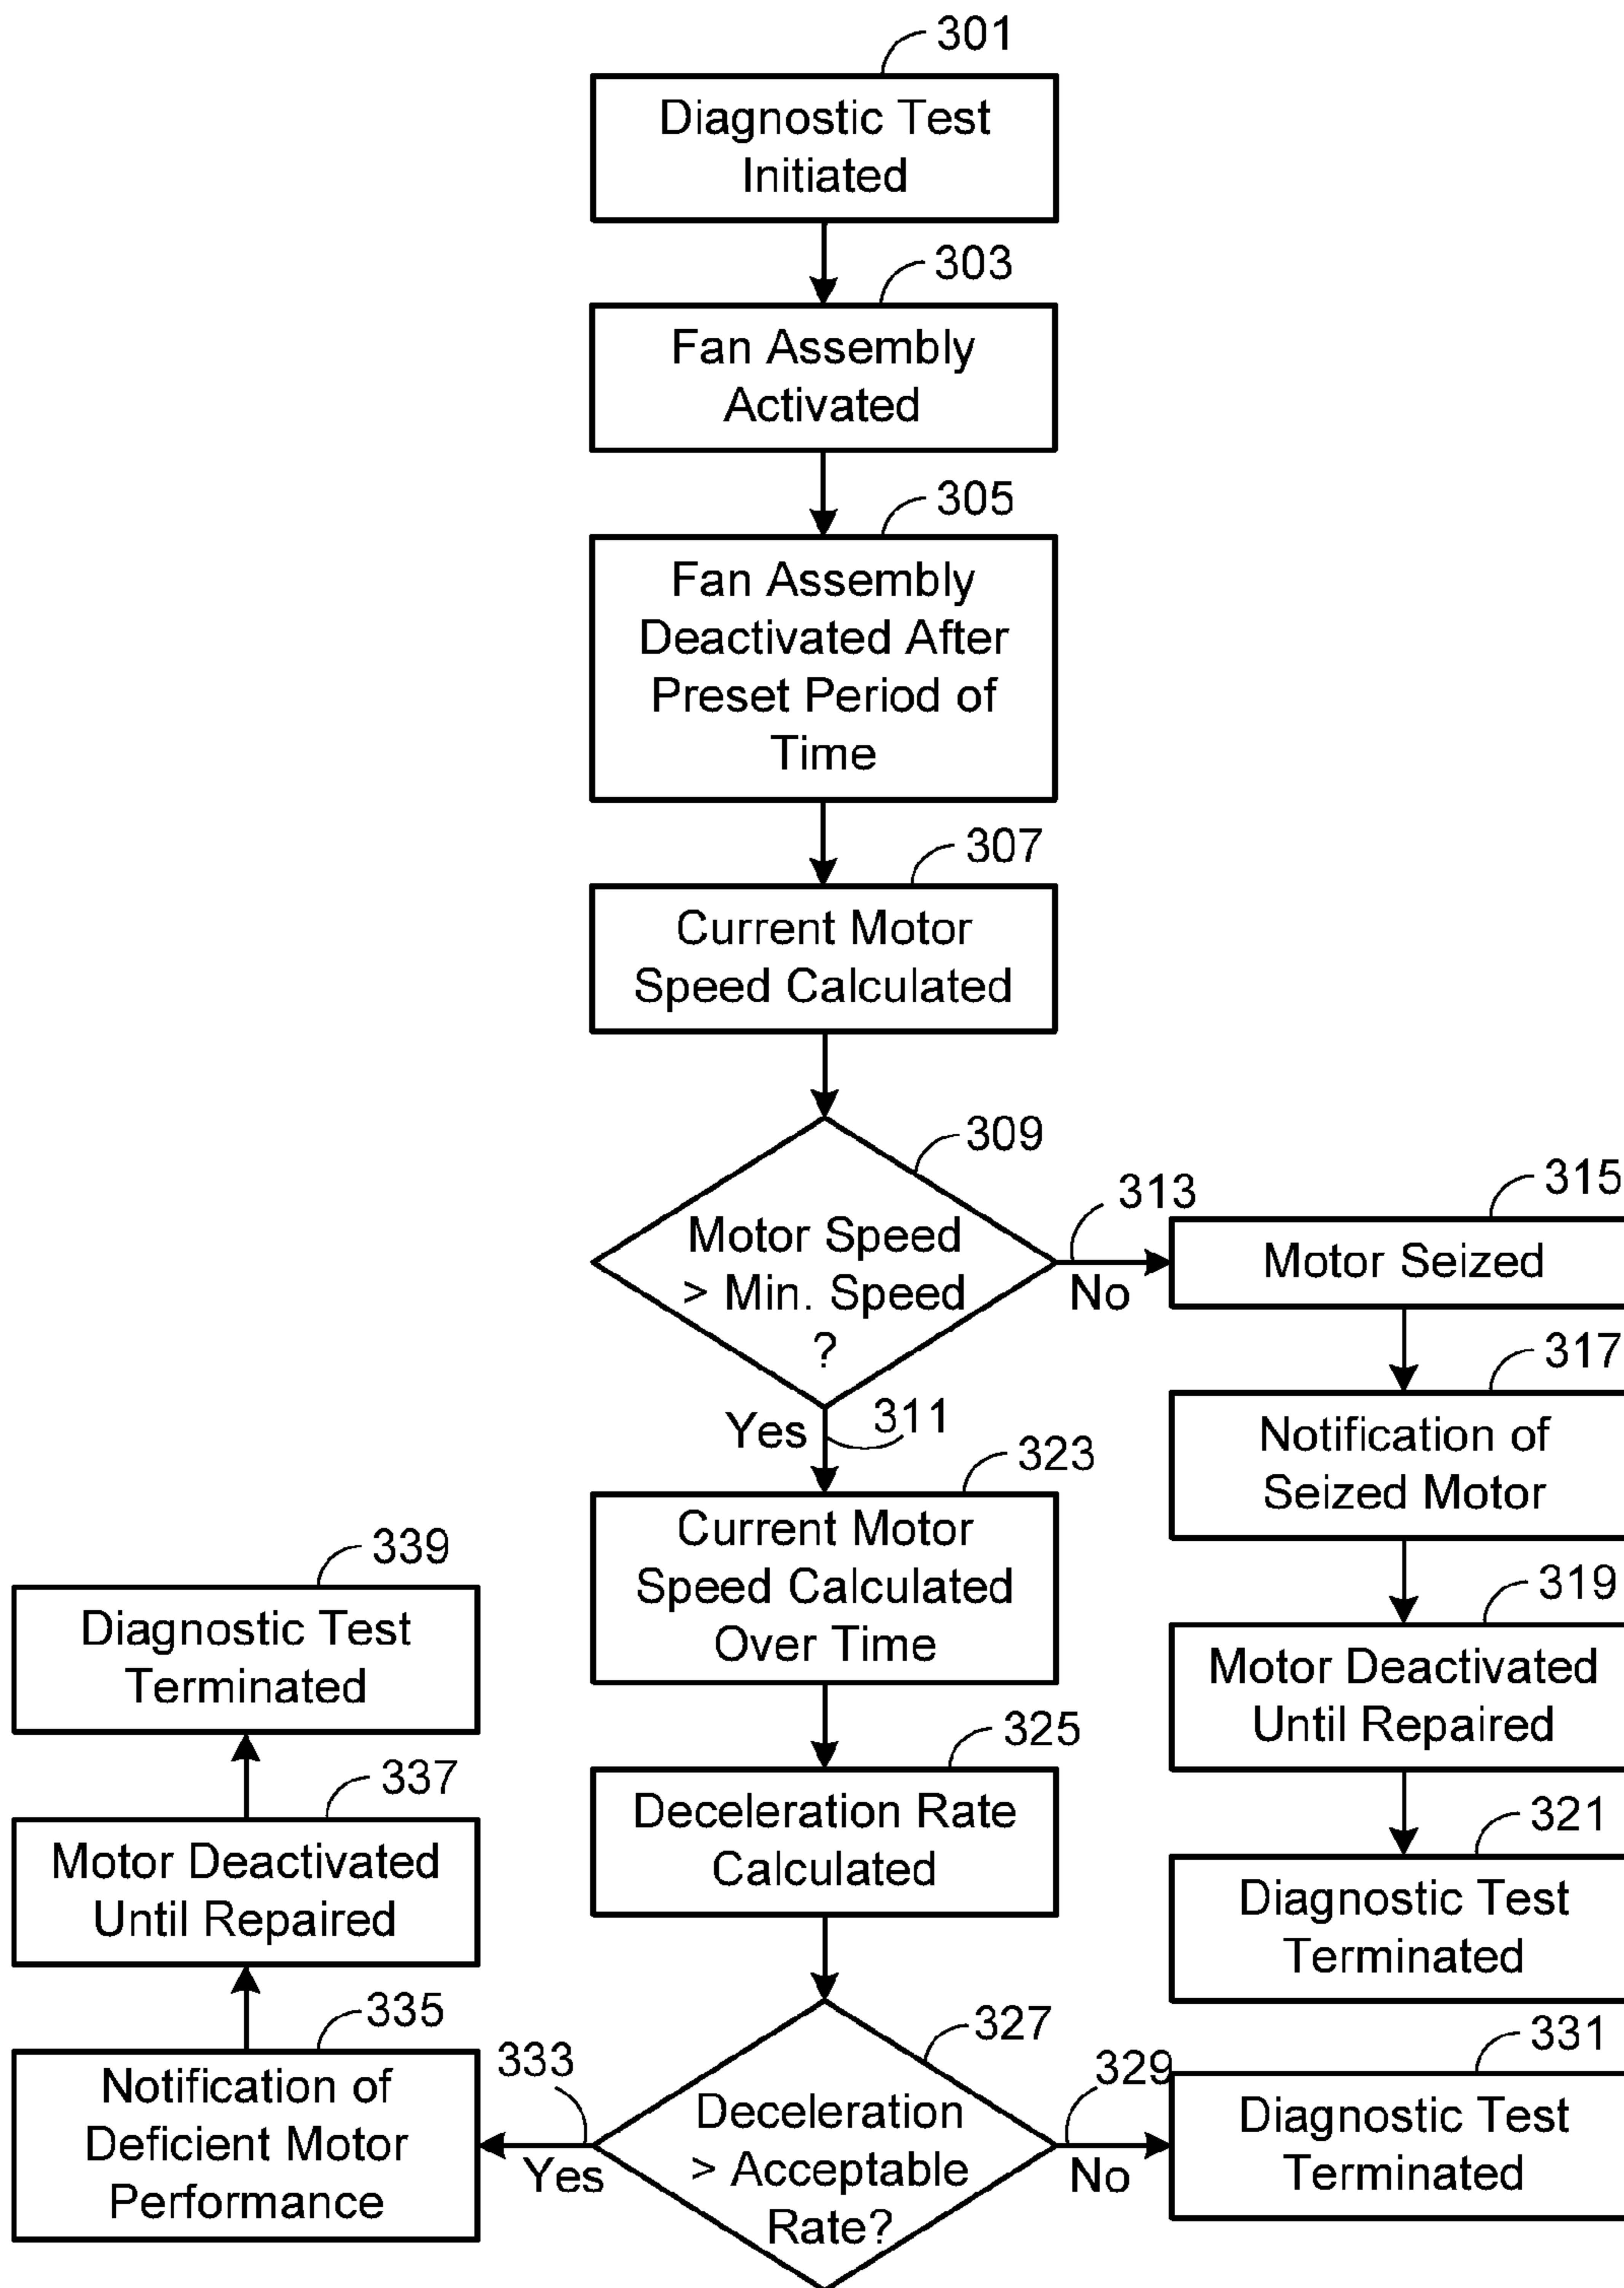 301
Diagnostic Test
Initiated
303
Fan Assembly
Activated
305
Fan Assembly
Deactivated After
Preset Period of
Time
307
Current Motor
Speed Calculated
309
Motor Speed
> Min. Speed
?
313
No
315
Motor Seized
317
Notification of
Seized Motor
319
Motor Deactivated
Until Repaired
321
Diagnostic Test
Terminated
Yes
311
323
Current Motor
Speed Calculated
Over Time
325
Deceleration Rate
Calculated
327
Deceleration
> Acceptable
Rate?
329
No
331
Diagnostic Test
Terminated
333
Yes
335
Notification of
Deficient Motor
Performance
337
Motor Deactivated
Until Repaired
339
Diagnostic Test
Terminated